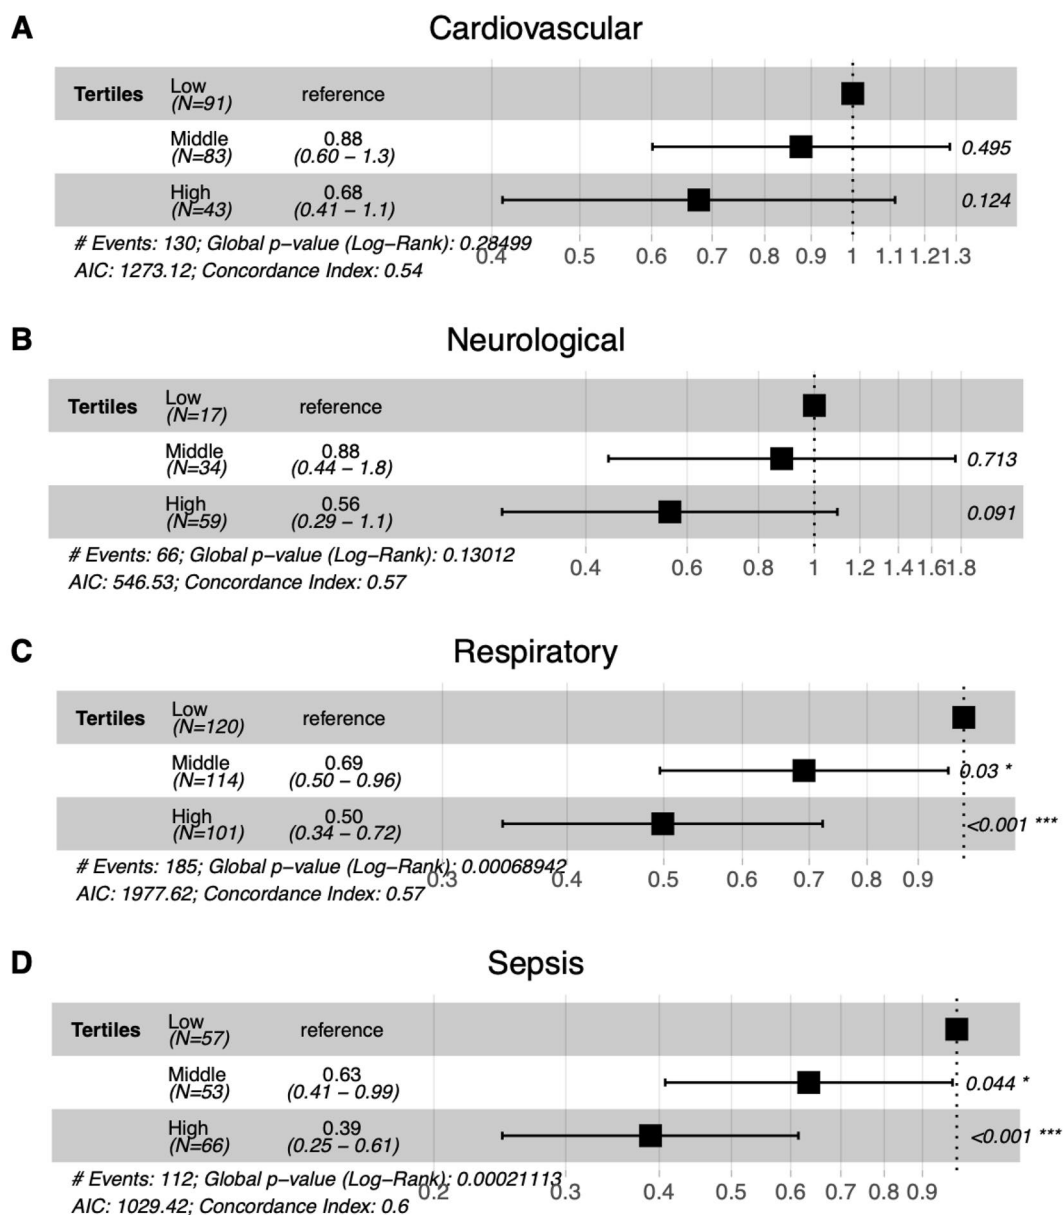 A
Cardiovascular
Tertiles Low reference
(N=91)
Middle 0.88
(N=83) (0.60 – 1.3) 0.495
High 0.68
(N=43) (0.41 – 1.1) 0.124
# Events: 130; Global p−value (Log−Rank): 0.28499
AIC: 1273.12; Concordance Index: 0.54
0.4 0.5 0.6 0.7 0.8 0.9 1 1.1 1.2 1.3
B
Neurological
Tertiles Low reference
(N=17)
Middle 0.88
(N=34) (0.44 – 1.8) 0.713
High 0.56
(N=59) (0.29 – 1.1) 0.091
# Events: 66; Global p−value (Log−Rank): 0.13012
AIC: 546.53; Concordance Index: 0.57
0.4 0.6 0.8 1 1.2 1.4 1.6 1.8
C
Respiratory
Tertiles Low reference
(N=120)
Middle 0.69
(N=114) (0.50 – 0.96) 0.03 *
High 0.50
(N=101) (0.34 – 0.72) <0.001 ***
# Events: 185; Global p−value (Log−Rank): 0.00068942
AIC: 1977.62; Concordance Index: 0.57
0.3 0.4 0.5 0.6 0.7 0.8 0.9
D
Sepsis
Tertiles Low reference
(N=57)
Middle 0.63
(N=53) (0.41 – 0.99) 0.044 *
High 0.39
(N=66) (0.25 – 0.61) <0.001 ***
# Events: 112; Global p−value (Log−Rank): 0.00021113
AIC: 1029.42; Concordance Index: 0.6
0.2 0.3 0.4 0.5 0.6 0.7 0.8 0.9